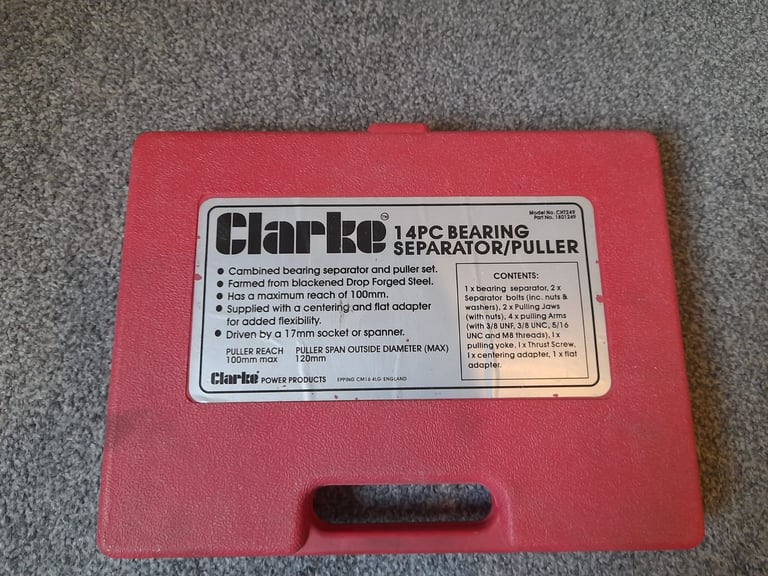 Clarke™
14PC BEARING
SEPARATOR/PULLER
Model No. CHT249
Part No. 1801249
• Combined bearing separator and puller set.
• Farmed from blackened Drop Forged Steel.
• Has a maximum reach of 100mm.
• Supplied with a centering and flat adapter
for added flexibility.
• Driven by a 17mm socket or spanner.
PULLER REACH PULLER SPAN OUTSIDE DIAMETER (MAX)
100mm max 120mm
Clarke® POWER PRODUCTS EPPING CM16 4LG ENGLAND
CONTENTS:
1 x bearing separator, 2 x
Separator bolts (inc. nuts &
washers), 2 x Pulling Jaws
(with nuts), 4 x pulling Arms
(with 3/8 UNF, 3/8 UNC, 5/16
UNC and M8 threads), 1 x
pulling yoke, 1 x Thrust Screw,
1 x centering adapter, 1 x flat
adapter.